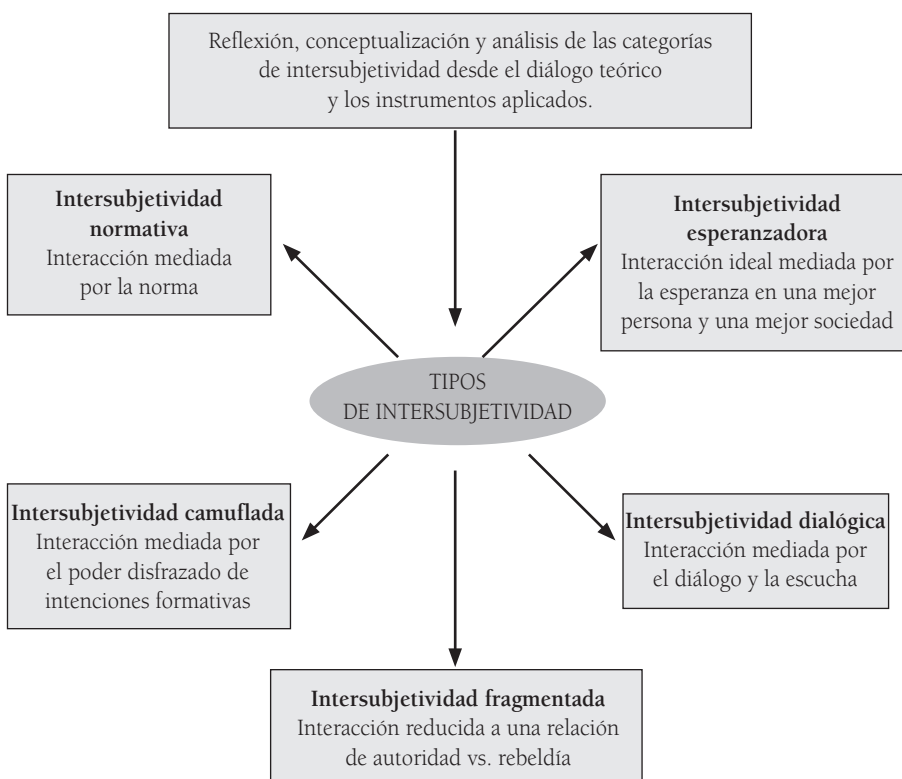 Reflexión, conceptualización y análisis de las categorías
de intersubjetividad desde el diálogo teórico
y los instrumentos aplicados.
Intersubjetividad
normativa
Interacción mediada
por la norma
Intersubjetividad
esperanzadora
Interacción ideal mediada por
la esperanza en una mejor
persona y una mejor sociedad
TIPOS
DE INTERSUBJETIVIDAD
Intersubjetividad camuflada
Interacción mediada por
el poder disfrazado de
intenciones formativas
Intersubjetividad dialógica
Interacción mediada por
el diálogo y la escucha
Intersubjetividad fragmentada
Interacción reducida a una relación
de autoridad vs. rebeldía